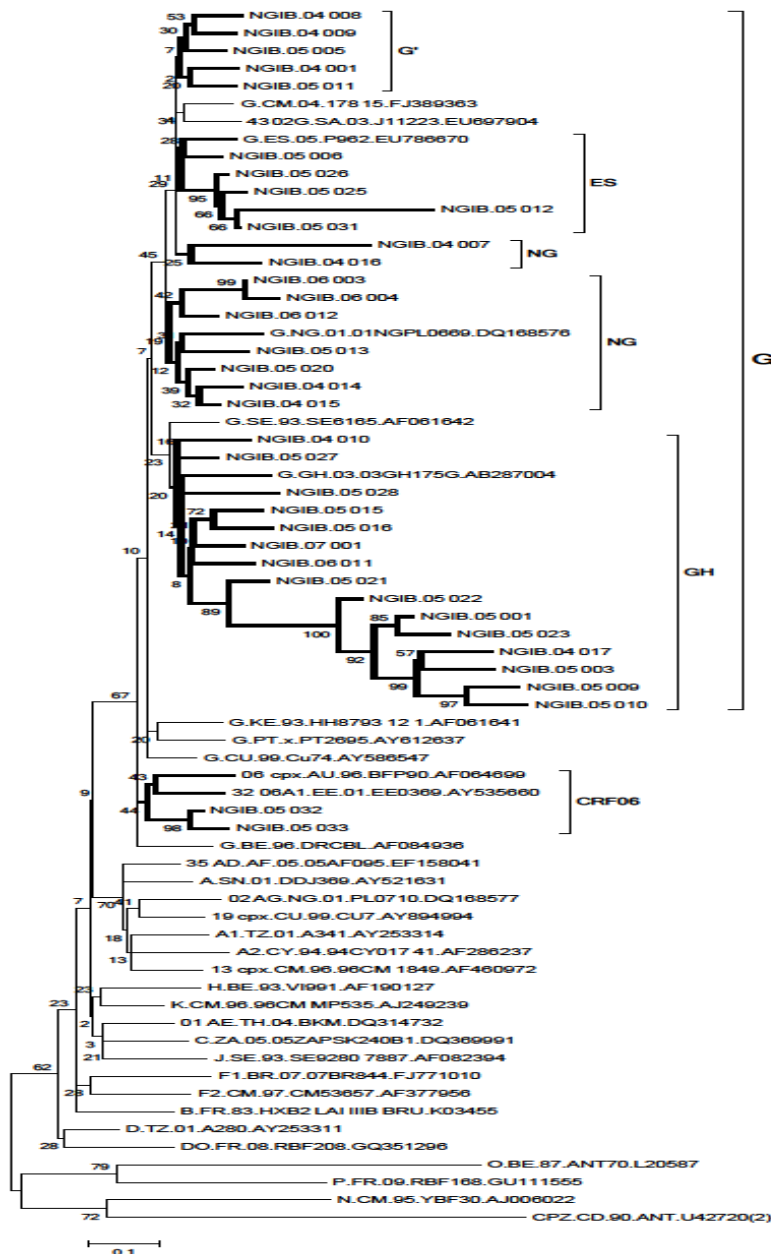 53 NGIB.04 008
30 NGIB.04 009
7 NGIB.05 005
G'
2 NGIB.04 001
20 NGIB.05 011
G.CM.04.178 15.FJ389363
34 43 02G.SA.03.J11223.EU697904
28 G.ES.05.P962.EU786670
NGIB.05 006
11 NGIB.05 026
29 ES
95 NGIB.05 025
66 NGIB.05 012
66 NGIB.05 031
45 NGIB.04 007
NG
25 NGIB.04 016
99 NGIB.06 003
42 NGIB.06 004
NGIB.06 012
G.NG.01.01NGPL0669.DQ168576
19 NG
7 NGIB.05 013
G
12 NGIB.05 020
39 NGIB.04 014
32 NGIB.04 015
G.SE.93.SE6165.AF061642
16 NGIB.04 010
23 NGIB.05 027
G.GH.03.03GH175G.AB287004
20 NGIB.05 028
72 NGIB.05 015
14 NGIB.05 016
NGIB.07 001
10 NGIB.06 011
GH
8 NGIB.05 021
89 NGIB.05 022
85 NGIB.05 001
100 NGIB.05 023
92 57 NGIB.04 017
NGIB.05 003
99 NGIB.05 009
67 97 NGIB.05 010
G.KE.93.HH8793 12 1.AF061641
20 G.PT.x.PT2695.AY612637
G.CU.99.Cu74.AY586547
43 06 cpx.AU.96.BFP90.AF064699
9 32 06A1.EE.01.EE0369.AY535660
CRF06
44 NGIB.05 032
98 NGIB.05 033
G.BE.96.DRCBL.AF084936
35 AD.AF.05.05AF095.EF158041
A.SN.01.DDJ369.AY521631
7 70 41 02AG.NG.01.PL0710.DQ168577
19 cpx.CU.99.CU7.AY894994
18 A1.TZ.01.A341.AY253314
A2.CY.94.94CY017 41.AF286237
13 13 cpx.CM.96.96CM 1849.AF460972
23 H.BE.93.VI991.AF190127
23 K.CM.96.96CM MP535.AJ249239
2 01 AE.TH.04.BKM.DQ314732
3 C.ZA.05.05ZAPSK240B1.DQ369991
21 J.SE.93.SE9280 7887.AF082394
62 F1.BR.07.07BR844.FJ771010
28 F2.CM.97.CM53657.AF377956
B.FR.83.HXB2 LAI IIIB BRU.K03455
D.TZ.01.A280.AY253311
28 DO.FR.08.RBF208.GQ351296
79 O.BE.87.ANT70.L20587
P.FR.09.RBF168.GU111555
N.CM.95.YBF30.AJ006022
72 CPZ.CD.90.ANT.U42720(2)
0.1